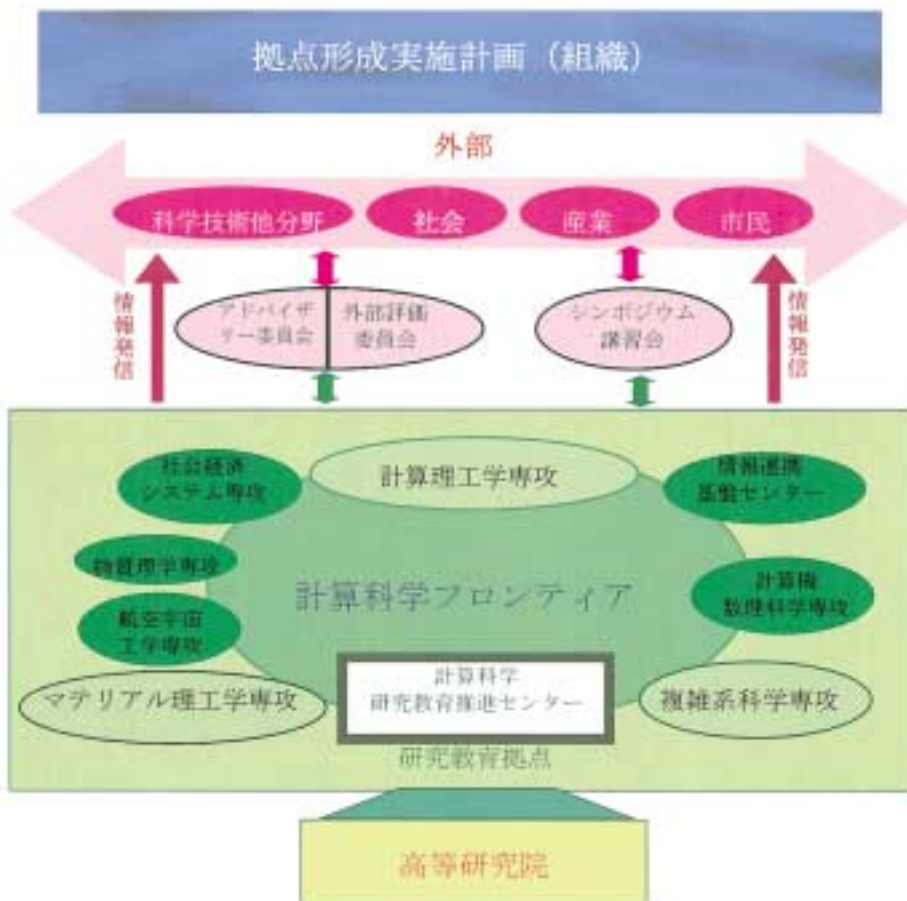 拠点形成実施計画（組織）
外部
科学技術他分野
社会
産業
市民
情報発信
アドバイザ
リー委員会
外部評価
委員会
シンポジウム
講習会
情報発信
社会経済
システム専攻
計算理工学専攻
情報連携
基盤センター
物質理学専攻
計算科学フロンティア
計算機
数理科学専攻
航空宇宙
工学専攻
マテリアル理工学専攻
計算科学
研究教育推進センター
複雑系科学専攻
研究教育拠点
高等研究院